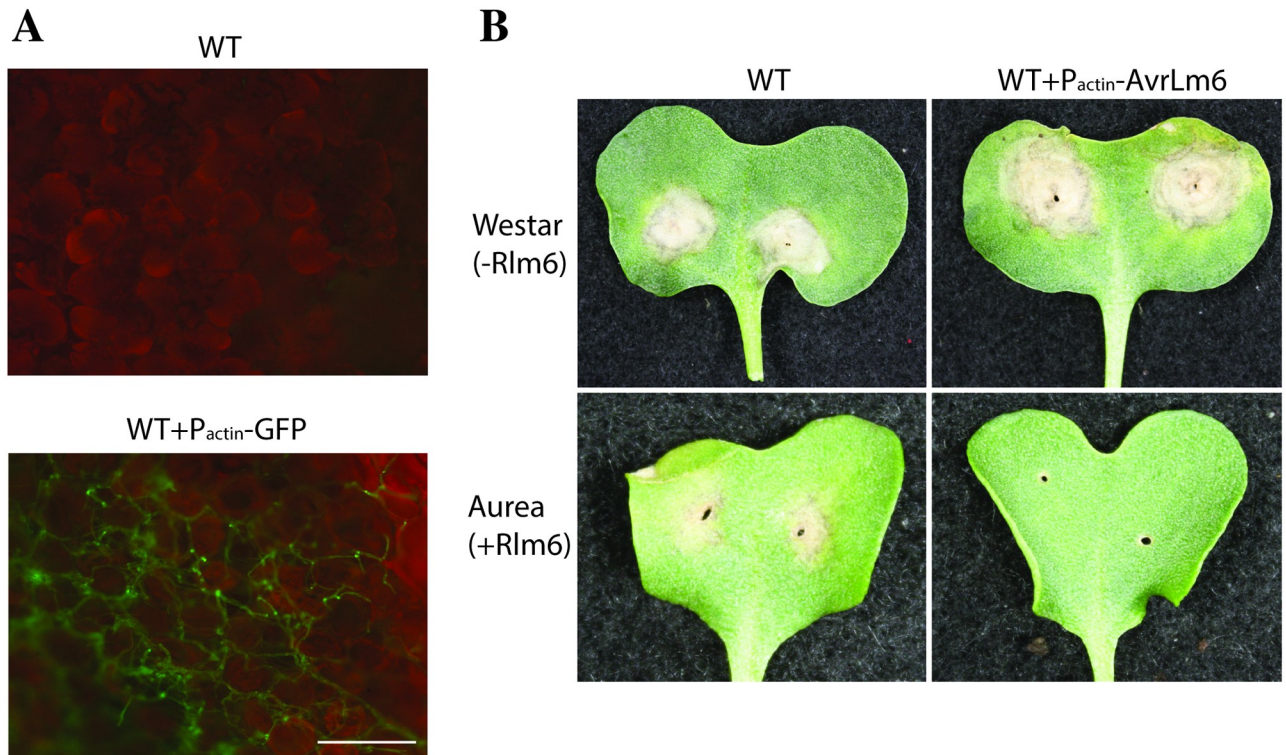 A
B
WT
WT
WT+Pactin-AvrLm6
Westar
(-Rlm6)
WT+Pactin-GFP
Aurea
(+Rlm6)